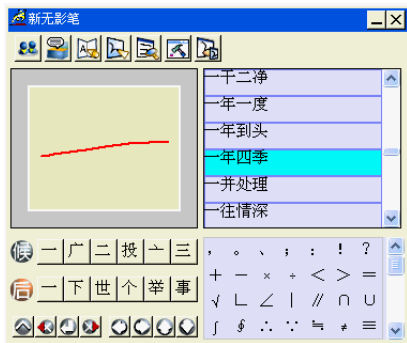 新无影笔
一干二净
一年一度
一年到头
一年四季
一并处理
一往情深
候 一 广 二 投 亠 三
后 一 下 世 个 举 事
， 。 、 ； ： ！ ？
＋ － × ÷ ＜ ＞ ＝
√ ∟ ∠ ∣ ∥ ∩ ∪
∫ ∮ ∴ ∵ ≒ ≠ ≡